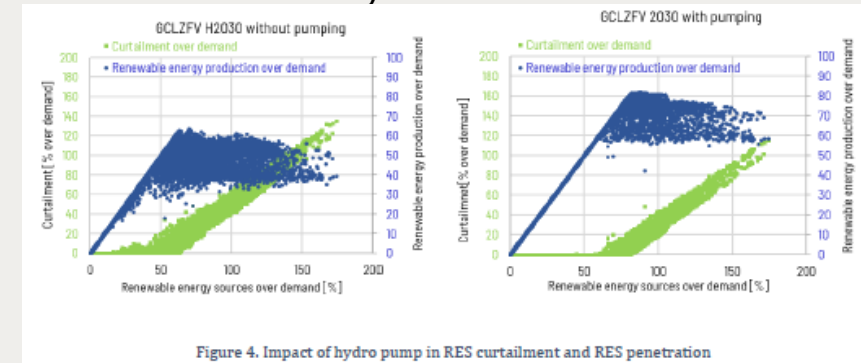 GCLZFV H2030 without pumping
Curtailment over demand
Renewable energy production over demand
Curtailment [% over demand]
200
180
160
140
120
100
80
60
40
20
0
100
90
80
70
60
50
40
30
20
10
0
Renewable energy production over demand
0 50 100 150 200
Renewable energy sources over demand [%]
GCLZFV 2030 with pumping
Curtailment over demand
Renewable energy production over demand
Curtailmnet[% over demand]
200
180
160
140
120
100
80
60
40
20
0
100
90
80
70
60
50
40
30
20
10
0
Renewable energy production over demand
0 50 100 150 200
Renewable energy sources over demand [%]
Figure 4. Impact of hydro pump in RES curtailment and RES penetration